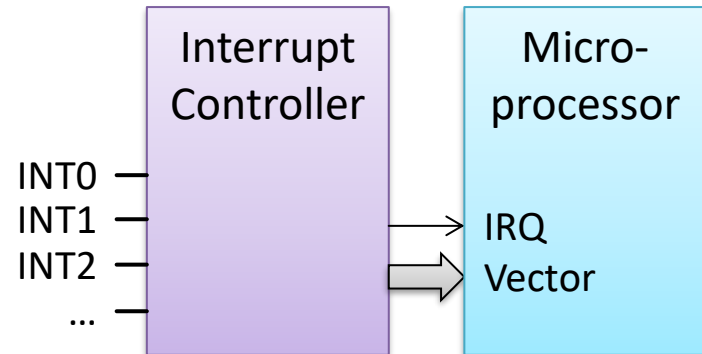 Interrupt
Controller
Micro-
processor
INT0
INT1
INT2
...
IRQ
Vector